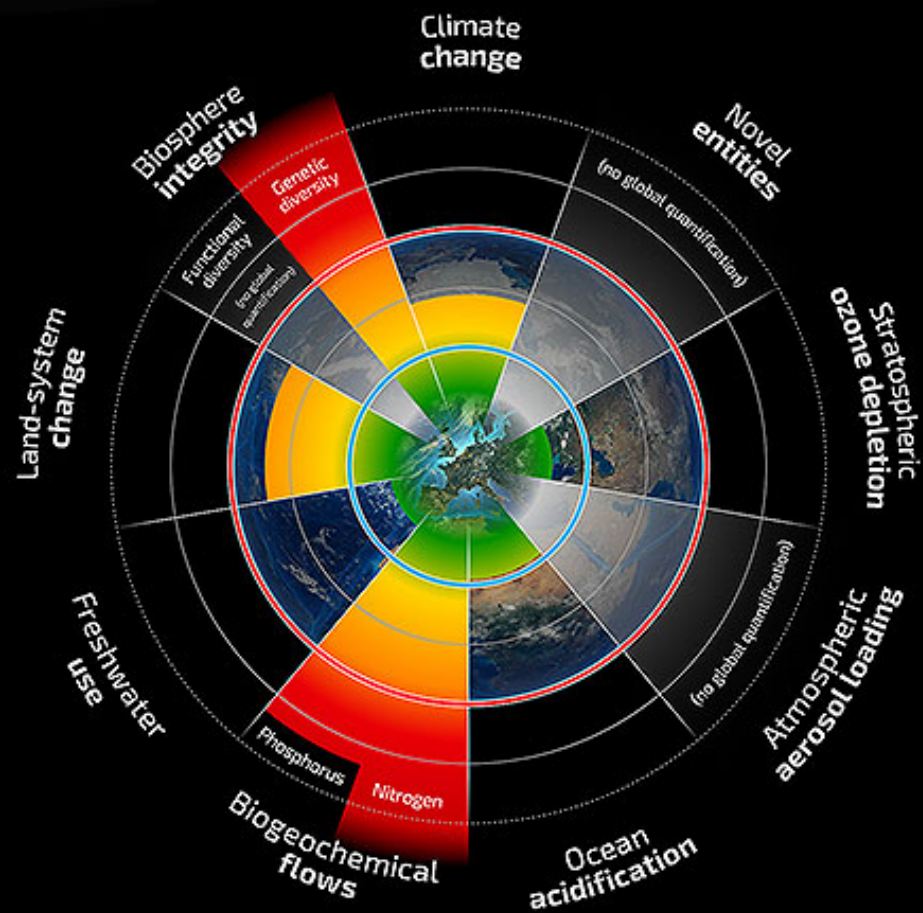 Climate
change
Novel
entities
(no global quantification)
Stratospheric
ozone depletion
Atmospheric
aerosol loading
(no global quantification)
Ocean
acidification
Biogeochemical
flows
Nitrogen
Phosphorus
Freshwater
use
Land-system
change
Biosphere
integrity
Functional
diversity
(no global
quantification)
Genetic
diversity